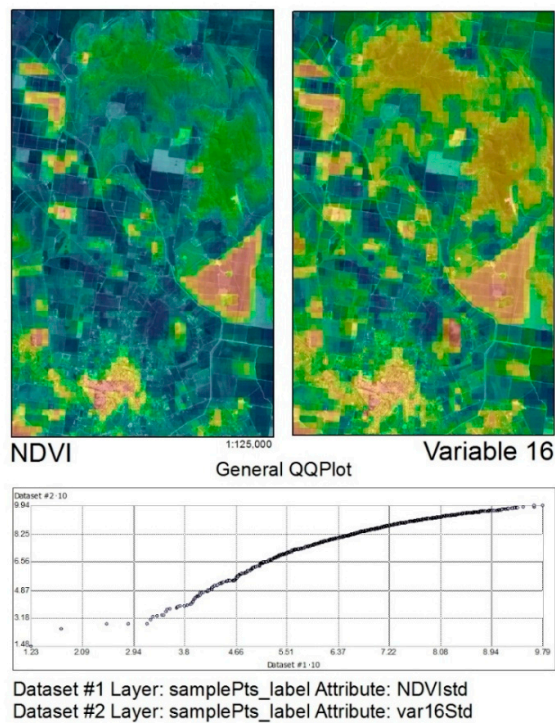 NDVI
1:125,000
Variable 16
General QQPlot
Dataset #2·10
9.94
8.25
6.56
4.87
3.18
1.48
1.23 2.09 2.95 3.8 4.66 5.51 6.37 7.22 8.08 8.94 9.79
Dataset #1·10
Dataset #1 Layer: samplePts_label Attribute: NDVIstd
Dataset #2 Layer: samplePts_label Attribute: var16Std